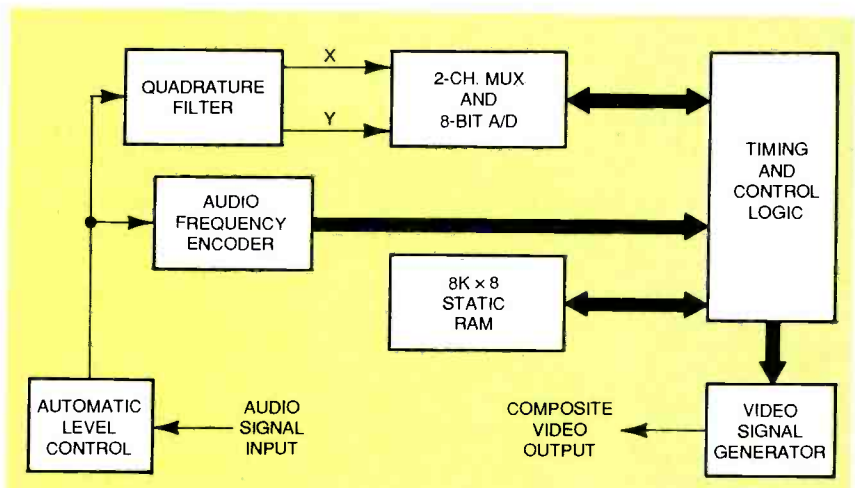 QUADRATURE
FILTER
X
Y
2-CH. MUX
AND
8-BIT A/D
TIMING
AND
CONTROL
LOGIC
AUDIO
FREQUENCY
ENCODER
8K × 8
STATIC
RAM
AUTOMATIC
LEVEL
CONTROL
AUDIO
SIGNAL
INPUT
COMPOSITE
VIDEO
OUTPUT
VIDEO
SIGNAL
GENERATOR